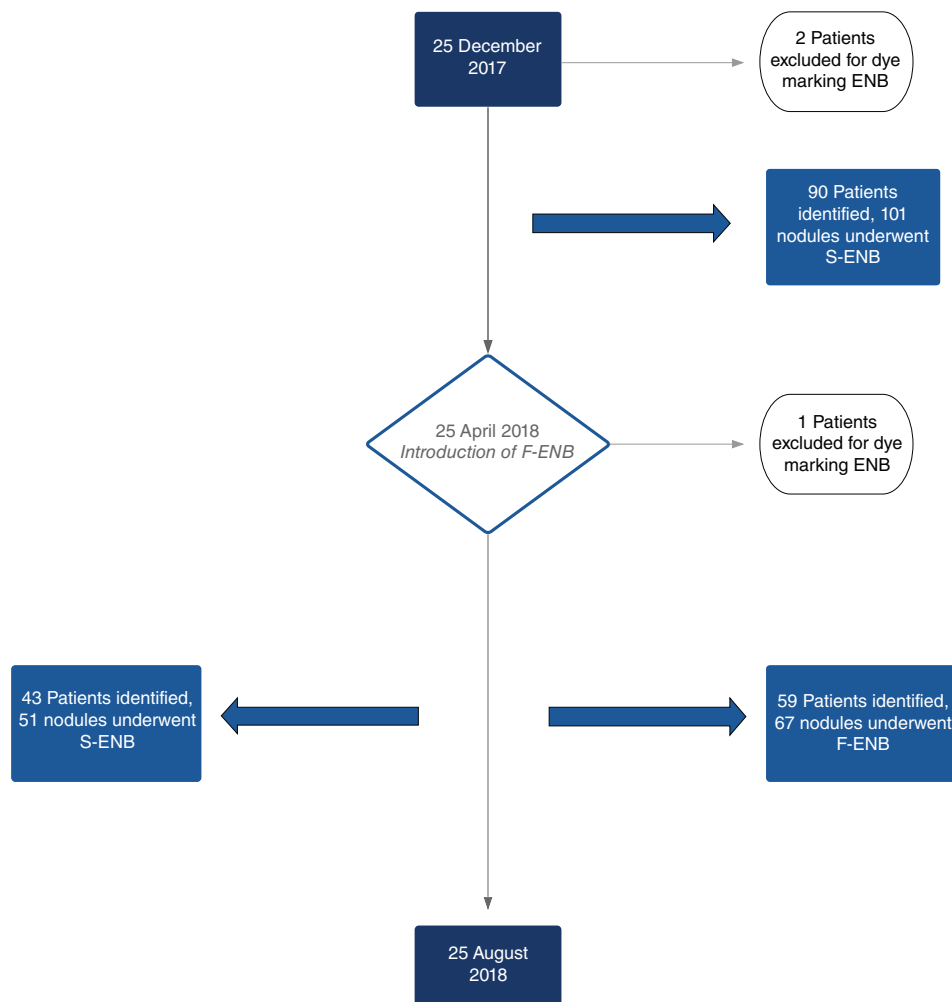 25 December
2017
2 Patients
excluded for dye
marking ENB
90 Patients
identified, 101
nodules underwent
S-ENB
25 April 2018
Introduction of F-ENB
1 Patients
excluded for dye
marking ENB
43 Patients identified,
51 nodules underwent
S-ENB
59 Patients identified,
67 nodules underwent
F-ENB
25 August
2018